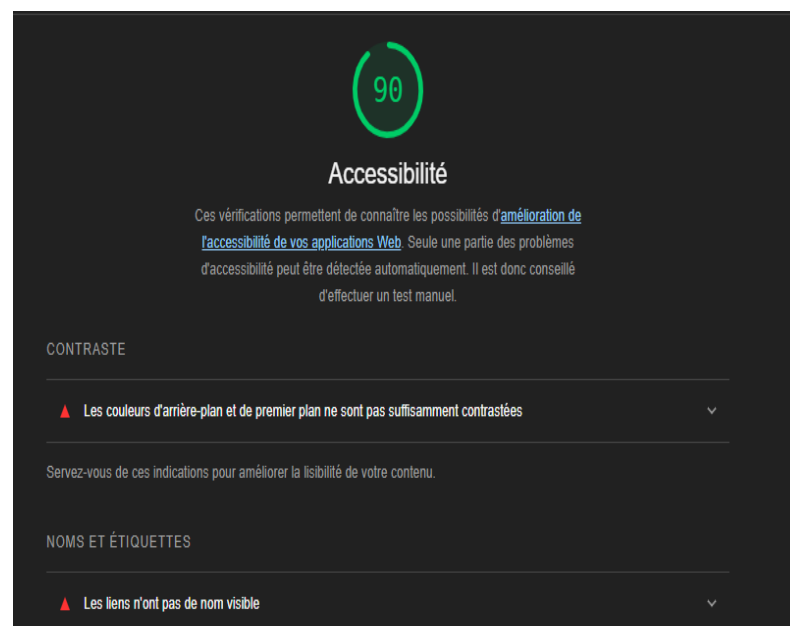 90
Accessibilité
Ces vérifications permettent de connaître les possibilités d'amélioration de
l'accessibilité de vos applications Web. Seule une partie des problèmes
d'accessibilité peut être détectée automatiquement. Il est donc conseillé
d'effectuer un test manuel.
CONTRASTE
Les couleurs d'arrière-plan et de premier plan ne sont pas suffisamment contrastées
Servez-vous de ces indications pour améliorer la lisibilité de votre contenu.
NOMS ET ÉTIQUETTES
Les liens n'ont pas de nom visible